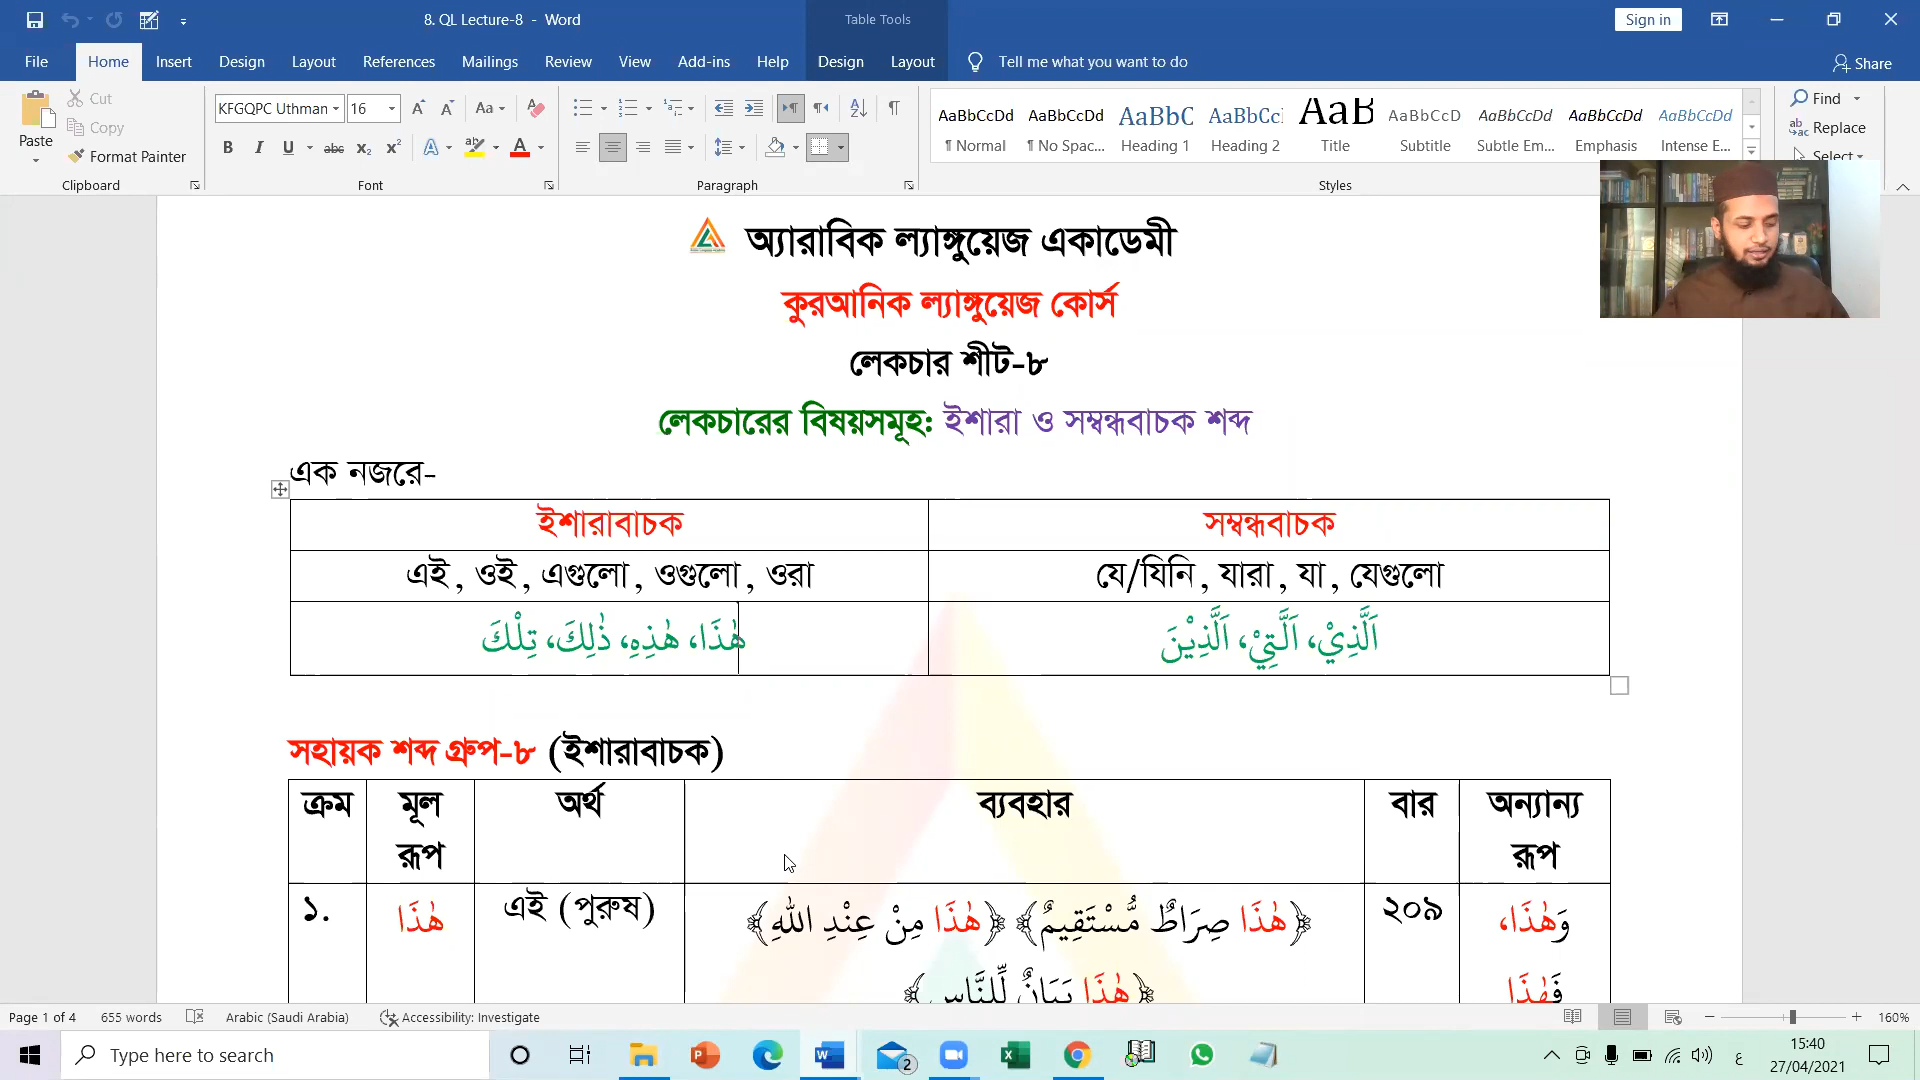 8. QL Lecture-8 - Word
Table Tools
Sign in
File Home Insert Design Layout References Mailings Review View Add-ins Help Design Layout Tell me what you want to do Share
Paste
Cut
Copy
Format Painter
KFGQPC Uthman 16
AaBbCcDd AaBbCcDd AaBbC AaBbCc AaB AaBbCcD AaBbCcDd AaBbCcDd AaBbCcDd
¶ Normal ¶ No Spac... Heading 1 Heading 2 Title Subtitle Subtle Em... Emphasis Intense E...
Find
Replace
Select
Clipboard Font Paragraph Styles
অ্যারাবিক ল্যাঙ্গুয়েজ একাডেমী
কুরআনিক ল্যাঙ্গুয়েজ কোর্স
লেকচার শীট-৮
লেকচারের বিষয়সমূহ: ইশারা ও সম্বন্ধবাচক শব্দ
এক নজরে-
ইশারাবাচক সম্বন্ধবাচক
এই, ওই, এগুলো, ওগুলো, ওরা যে/যিনি, যারা, যা, যেগুলো
هٰذَا، هٰذِهِ، ذٰلِكَ، تِلْكَ
اَلَّذِيْ، اَلَّتِيْ، اَلَّذِيْنَ
সহায়ক শব্দ গ্রুপ-৮ (ইশারাবাচক)
ক্রম মূল রূপ অর্থ ব্যবহার বার অন্যান্য রূপ
১. هٰذَا এই (পুরুষ) ﴿هٰذَا صِرَاطٌ مُّسْتَقِيمٌ﴾ ﴿هٰذَا مِنْ عِنْدِ اللهِ﴾ ২০৯ وَهٰذَا،
﴿هٰذَا بَيَانٌ لِّلنَّاسِ﴾ فَهٰذَا
Page 1 of 4 655 words Arabic (Saudi Arabia) Accessibility: Investigate 160%
Type here to search
2
ع
15:40
27/04/2021